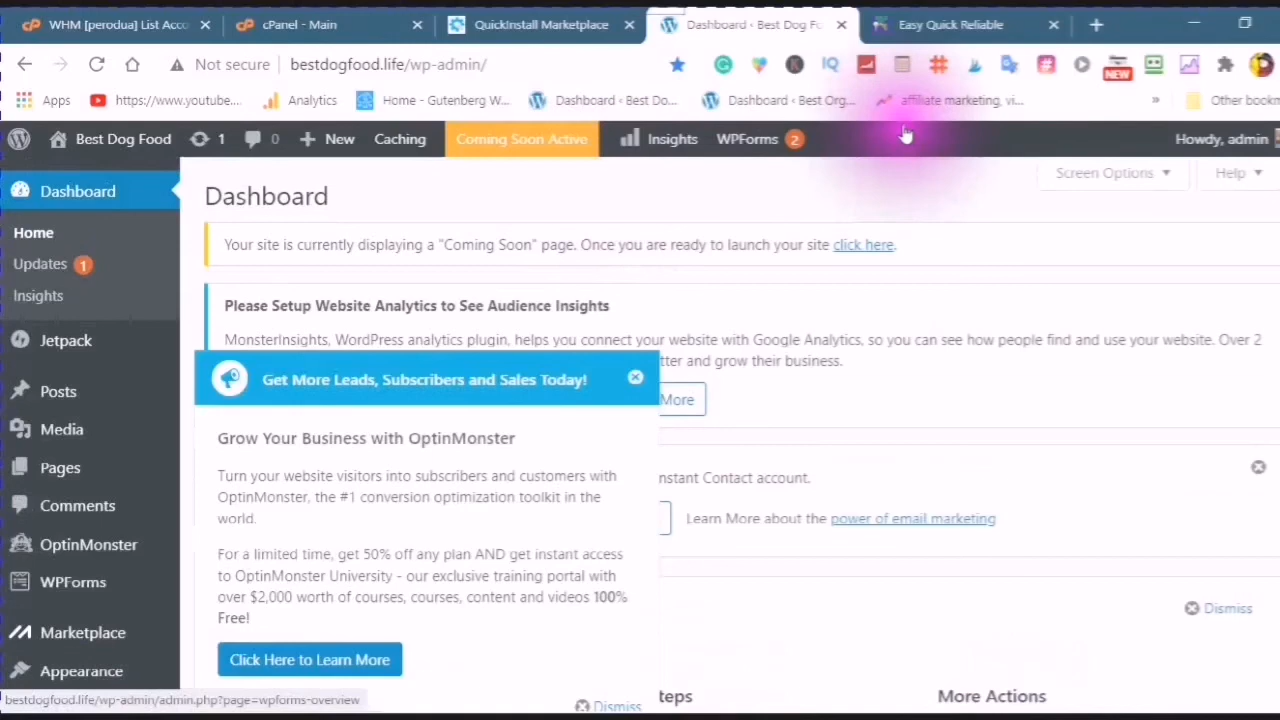 WHM [perodua] List Acco
cPanel - Main
QuickInstall Marketplace
Dashboard ‹ Best Dog Fo
Easy Quick Reliable
Not secure
bestdogfood.life/wp-admin/
NEW
Apps
https://www.youtube...
Analytics
Home - Gutenberg W...
Dashboard ‹ Best Do...
Dashboard ‹ Best Org...
affiliate marketing, vi...
»
Other bookm
Best Dog Food
1
0
New
Caching
Coming Soon Active
Insights
WPForms 2
Howdy, admin
Dashboard
Home
Updates 1
Insights
Jetpack
Posts
Media
Pages
Comments
OptinMonster
WPForms
Marketplace
Appearance
Screen Options
Help
Dashboard
Your site is currently displaying a "Coming Soon" page. Once you are ready to launch your site click here.
Please Setup Website Analytics to See Audience Insights
MonsterInsights, WordPress analytics plugin, helps you connect your website with Google Analytics, so you can see how people find and use your website. Over 2
tter and grow their business.
More
nstant Contact account.
Learn More about the power of email marketing
Dismiss
Get More Leads, Subscribers and Sales Today!
Grow Your Business with OptinMonster
Turn your website visitors into subscribers and customers with
OptinMonster, the #1 conversion optimization toolkit in the
world.
For a limited time, get 50% off any plan AND get instant access
to OptinMonster University - our exclusive training portal with
over $2,000 worth of courses, courses, content and videos 100%
Free!
Click Here to Learn More
Dismiss
teps
More Actions
bestdogfood.life/wp-admin/admin.php?page=wpforms-overview